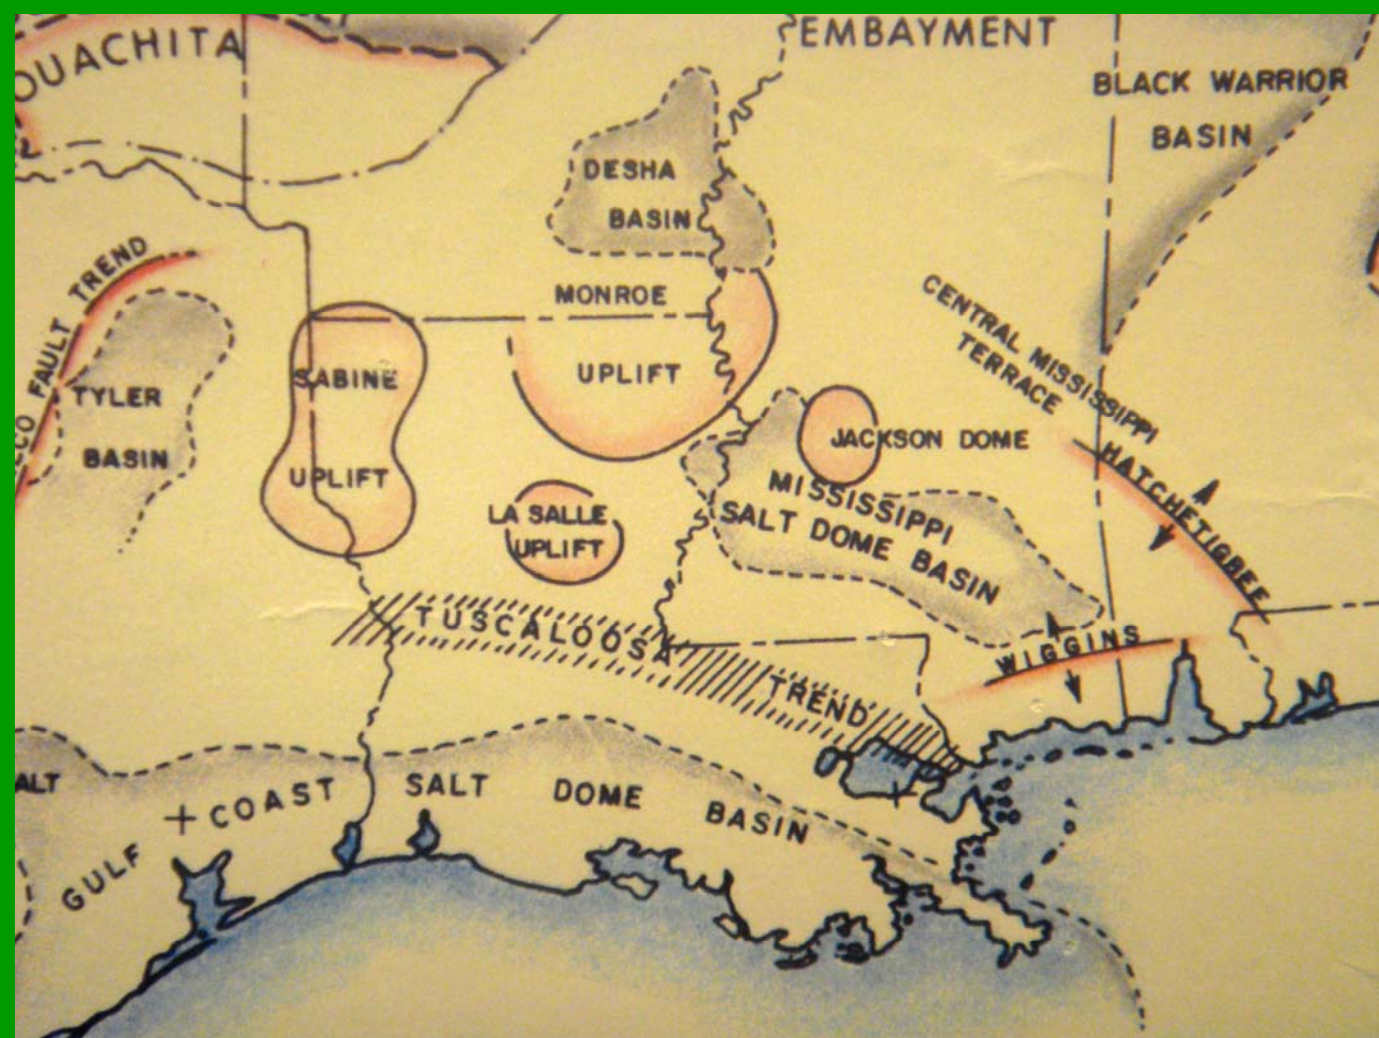 OUACHITA
EMBAYMENT
BLACK WARRIOR
BASIN
DESHA
BASIN
FAULT TREND
MONROE
UPLIFT
CENTRAL MISSISSIPPI
TERRACE
TYLER
BASIN
SABINE
UPLIFT
JACKSON DOME
HATCHETIGBEE
MISSISSIPPI
SALT DOME BASIN
LA SALLE
UPLIFT
TUSCALOOSA
TREND
WIGGINS
ALT
GULF COAST SALT DOME BASIN